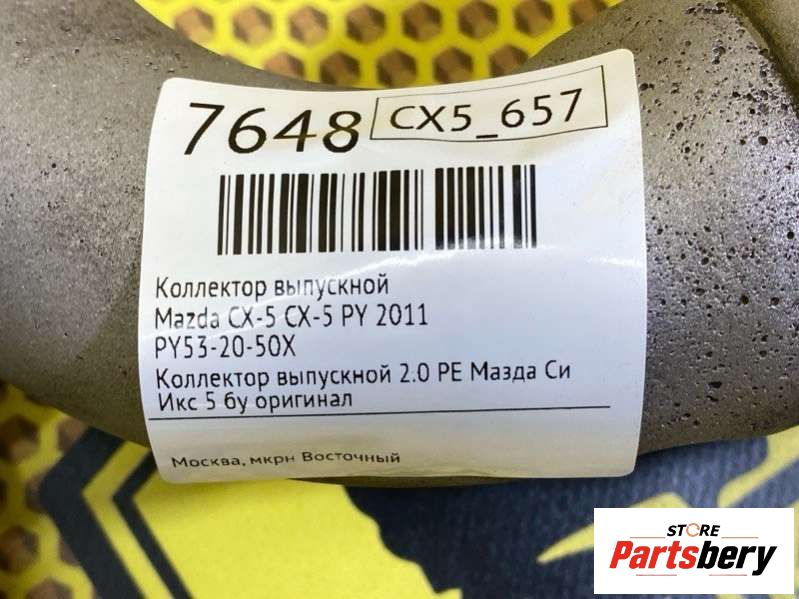 7648 CX5_657
Коллектор выпускной
Mazda CX-5 CX-5 PY 2011
PY53-20-50X
Коллектор выпускной 2.0 PE Мазда Си
Икс 5 бу оригинал
Москва, мкрн Восточный
STORE
Partsbery